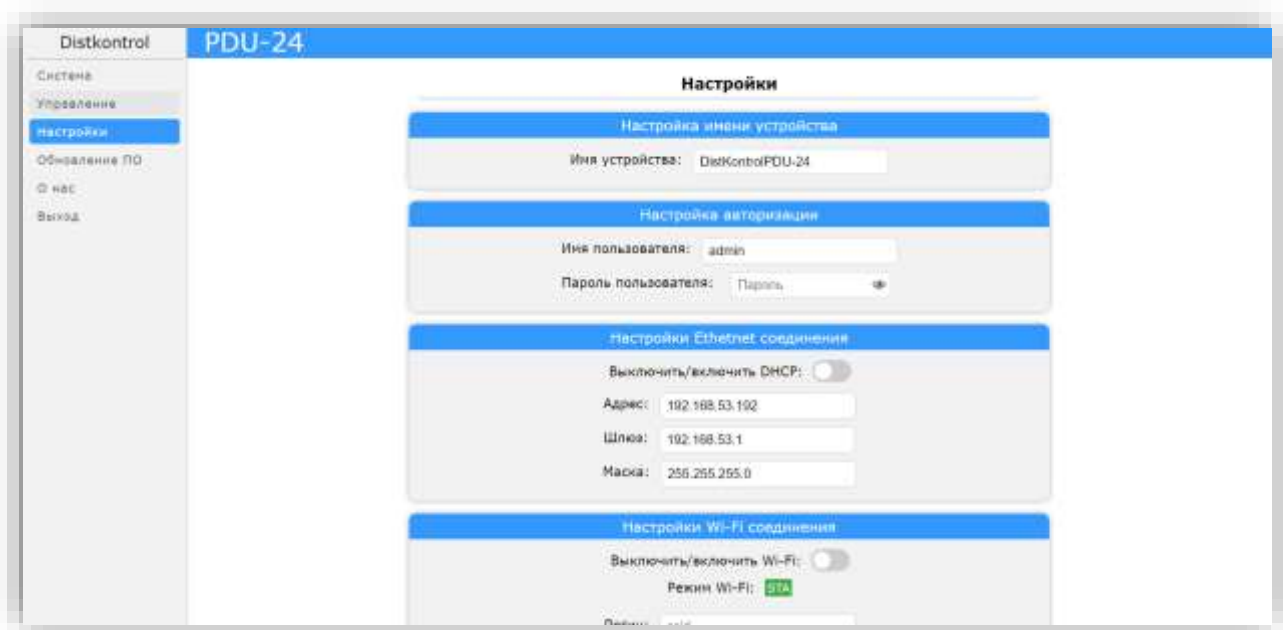 Distkontrol
PDU-24
Система
Управление
Настройки
Обновление ПО
О нас
Выход
Настройки
Настройка имени устройства
Имя устройства: DistKontrolPDU-24
Настройка авторизации
Имя пользователя: admin
Пароль пользователя: Пароль
Настройки Ethetnet соединения
Выключить/включить DHCP:
Адрес: 192.168.53.192
Шлюз: 192.168.53.1
Маска: 255.255.255.0
Настройки Wi-Fi соединения
Выключить/включить Wi-Fi:
Режим Wi-Fi: STA